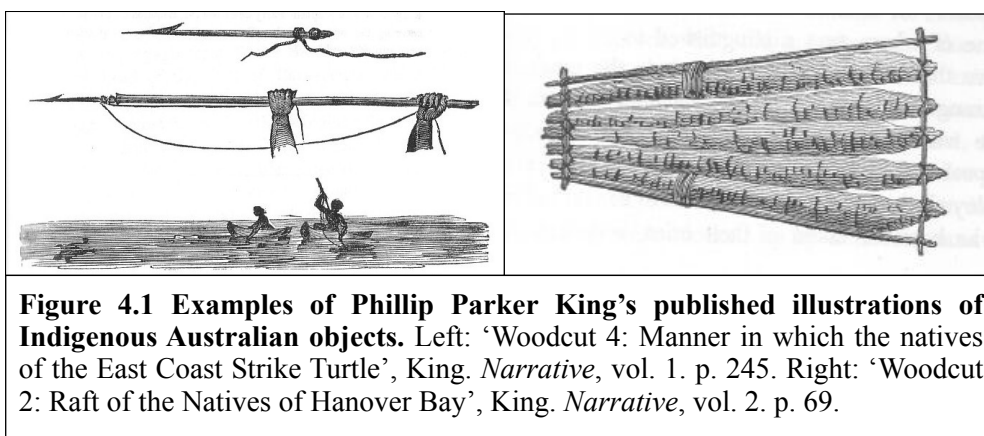 Figure 4.1 Examples of Phillip Parker King’s published illustrations of
Indigenous Australian objects. Left: ‘Woodcut 4: Manner in which the natives
of the East Coast Strike Turtle’, King. Narrative, vol. 1. p. 245. Right: ‘Woodcut
2: Raft of the Natives of Hanover Bay’, King. Narrative, vol. 2. p. 69.